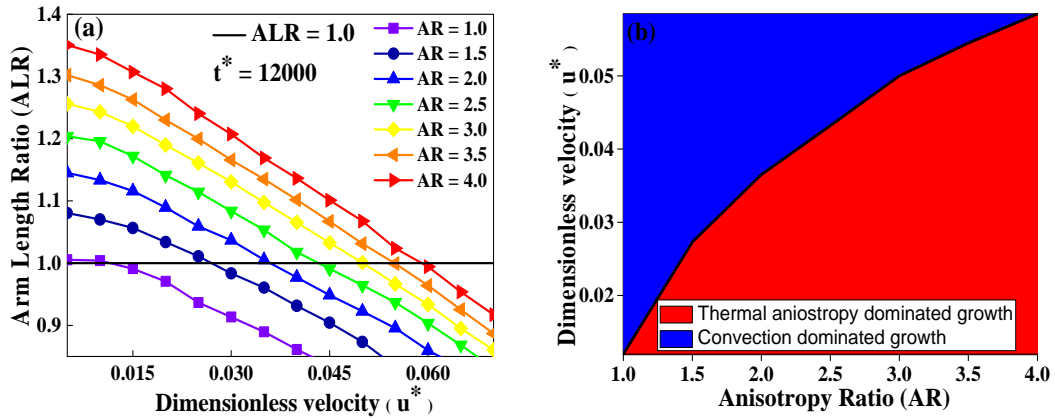 (a)
ALR = 1.0
t* = 12000
AR = 1.0
AR = 1.5
AR = 2.0
AR = 2.5
AR = 3.0
AR = 3.5
AR = 4.0
Arm Length Ratio (ALR)
1.4
1.3
1.2
1.1
1.0
0.9
0.015
0.030
0.045
0.060
Dimensionless velocity ( u* )
(b)
Dimensionless velocity ( u* )
0.05
0.04
0.03
0.02
Thermal aniostropy dominated growth
Convection dominated growth
1.0
1.5
2.0
2.5
3.0
3.5
4.0
Anisotropy Ratio (AR)